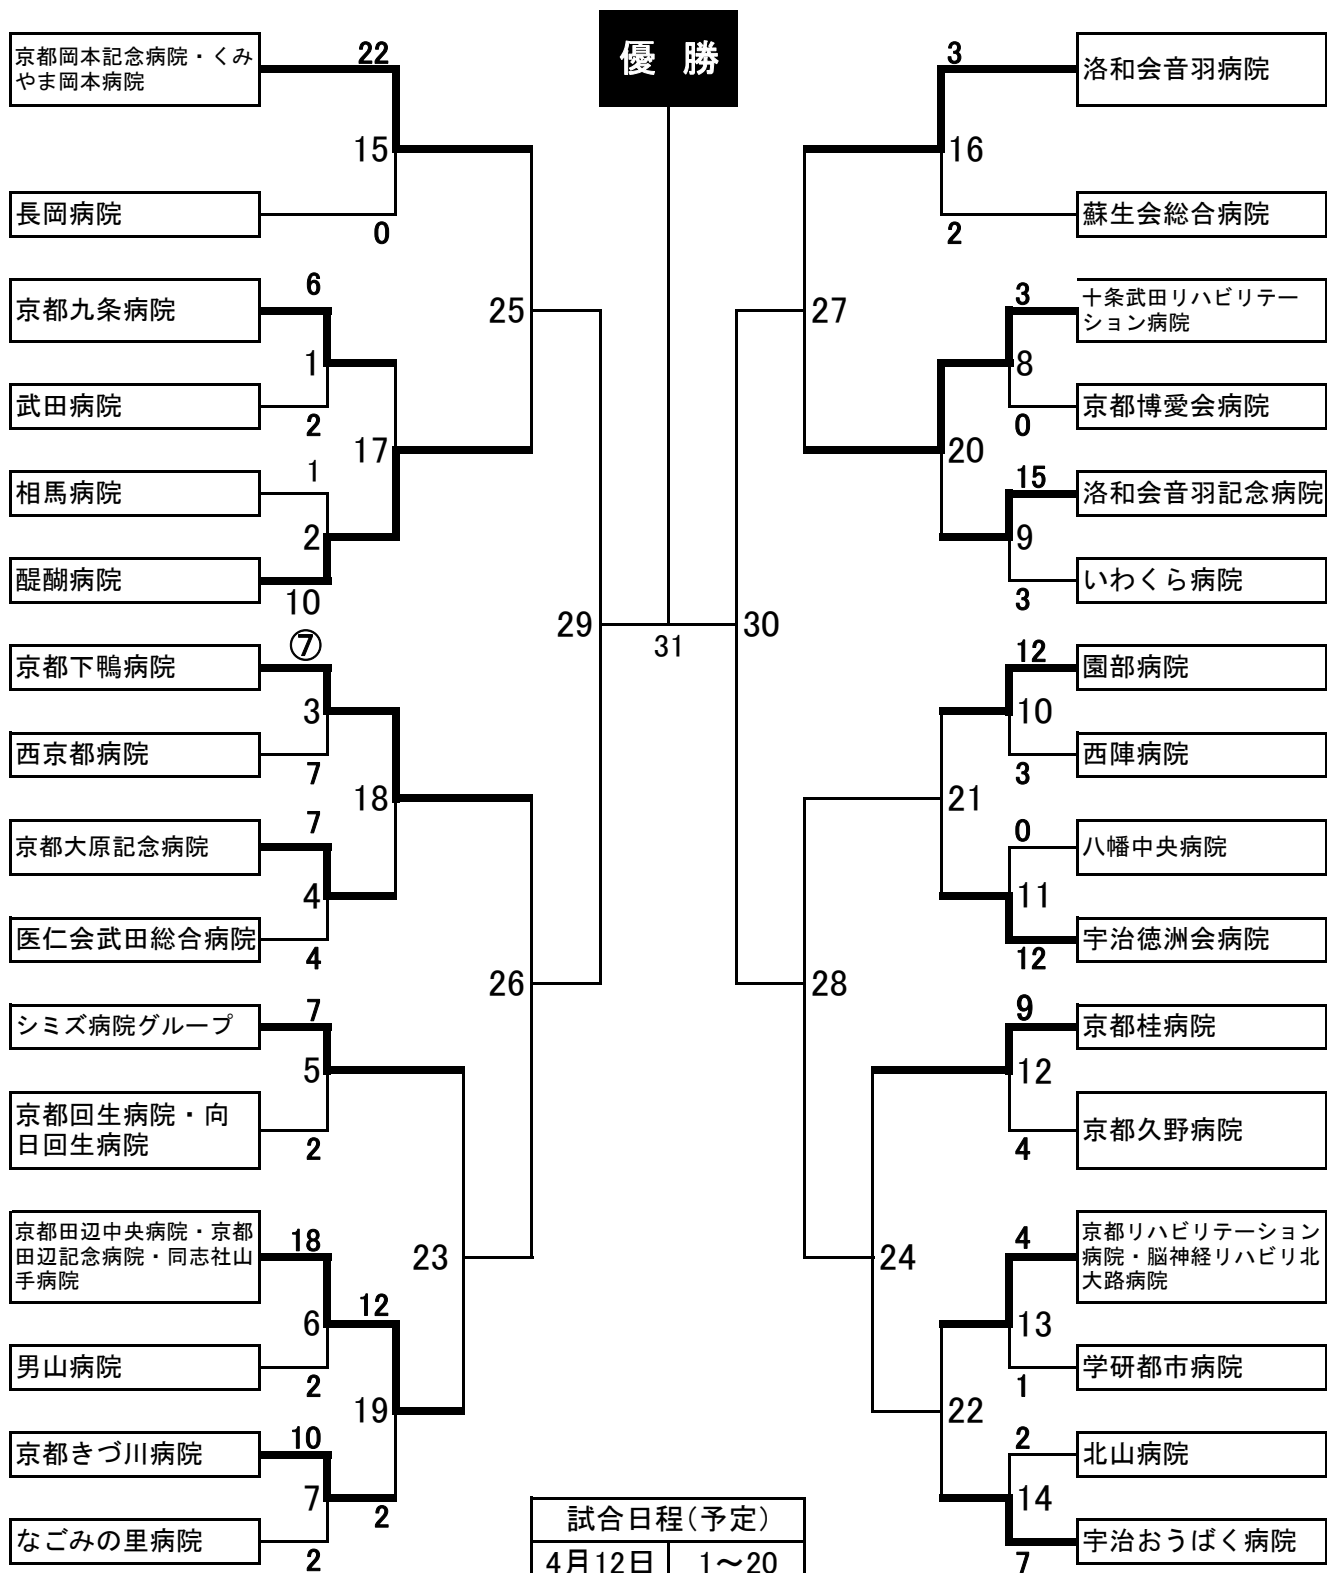 優 勝
京都岡本記念病院・くみ
やま岡本病院
22
15
長岡病院
0
京都九条病院
6
1
武田病院
2
17
相馬病院
1
2
醍醐病院
10
25
京都下鴨病院
⑦
3
西京都病院
7
18
京都大原記念病院
7
4
医仁会武田総合病院
4
26
シミズ病院グループ
7
5
京都回生病院・向
日回生病院
2
23
京都田辺中央病院・京都
田辺記念病院・同志社山
手病院
18
6
12
男山病院
2
19
京都きづ川病院
10
7
2
なごみの里病院
2
29
31
30
3
洛和会音羽病院
16
2
蘇生会総合病院
27
3
十条武田リハビリテー
ション病院
8
0
京都博愛会病院
20
15
洛和会音羽記念病院
9
3
いわくら病院
12
園部病院
10
3
西陣病院
21
0
八幡中央病院
11
12
宇治徳洲会病院
28
9
京都桂病院
12
4
京都久野病院
24
4
京都リハビリテーション
病院・脳神経リハビリ北
大路病院
13
1
学研都市病院
22
2
北山病院
14
7
宇治おうばく病院
試合日程(予定)
4月12日 1～20